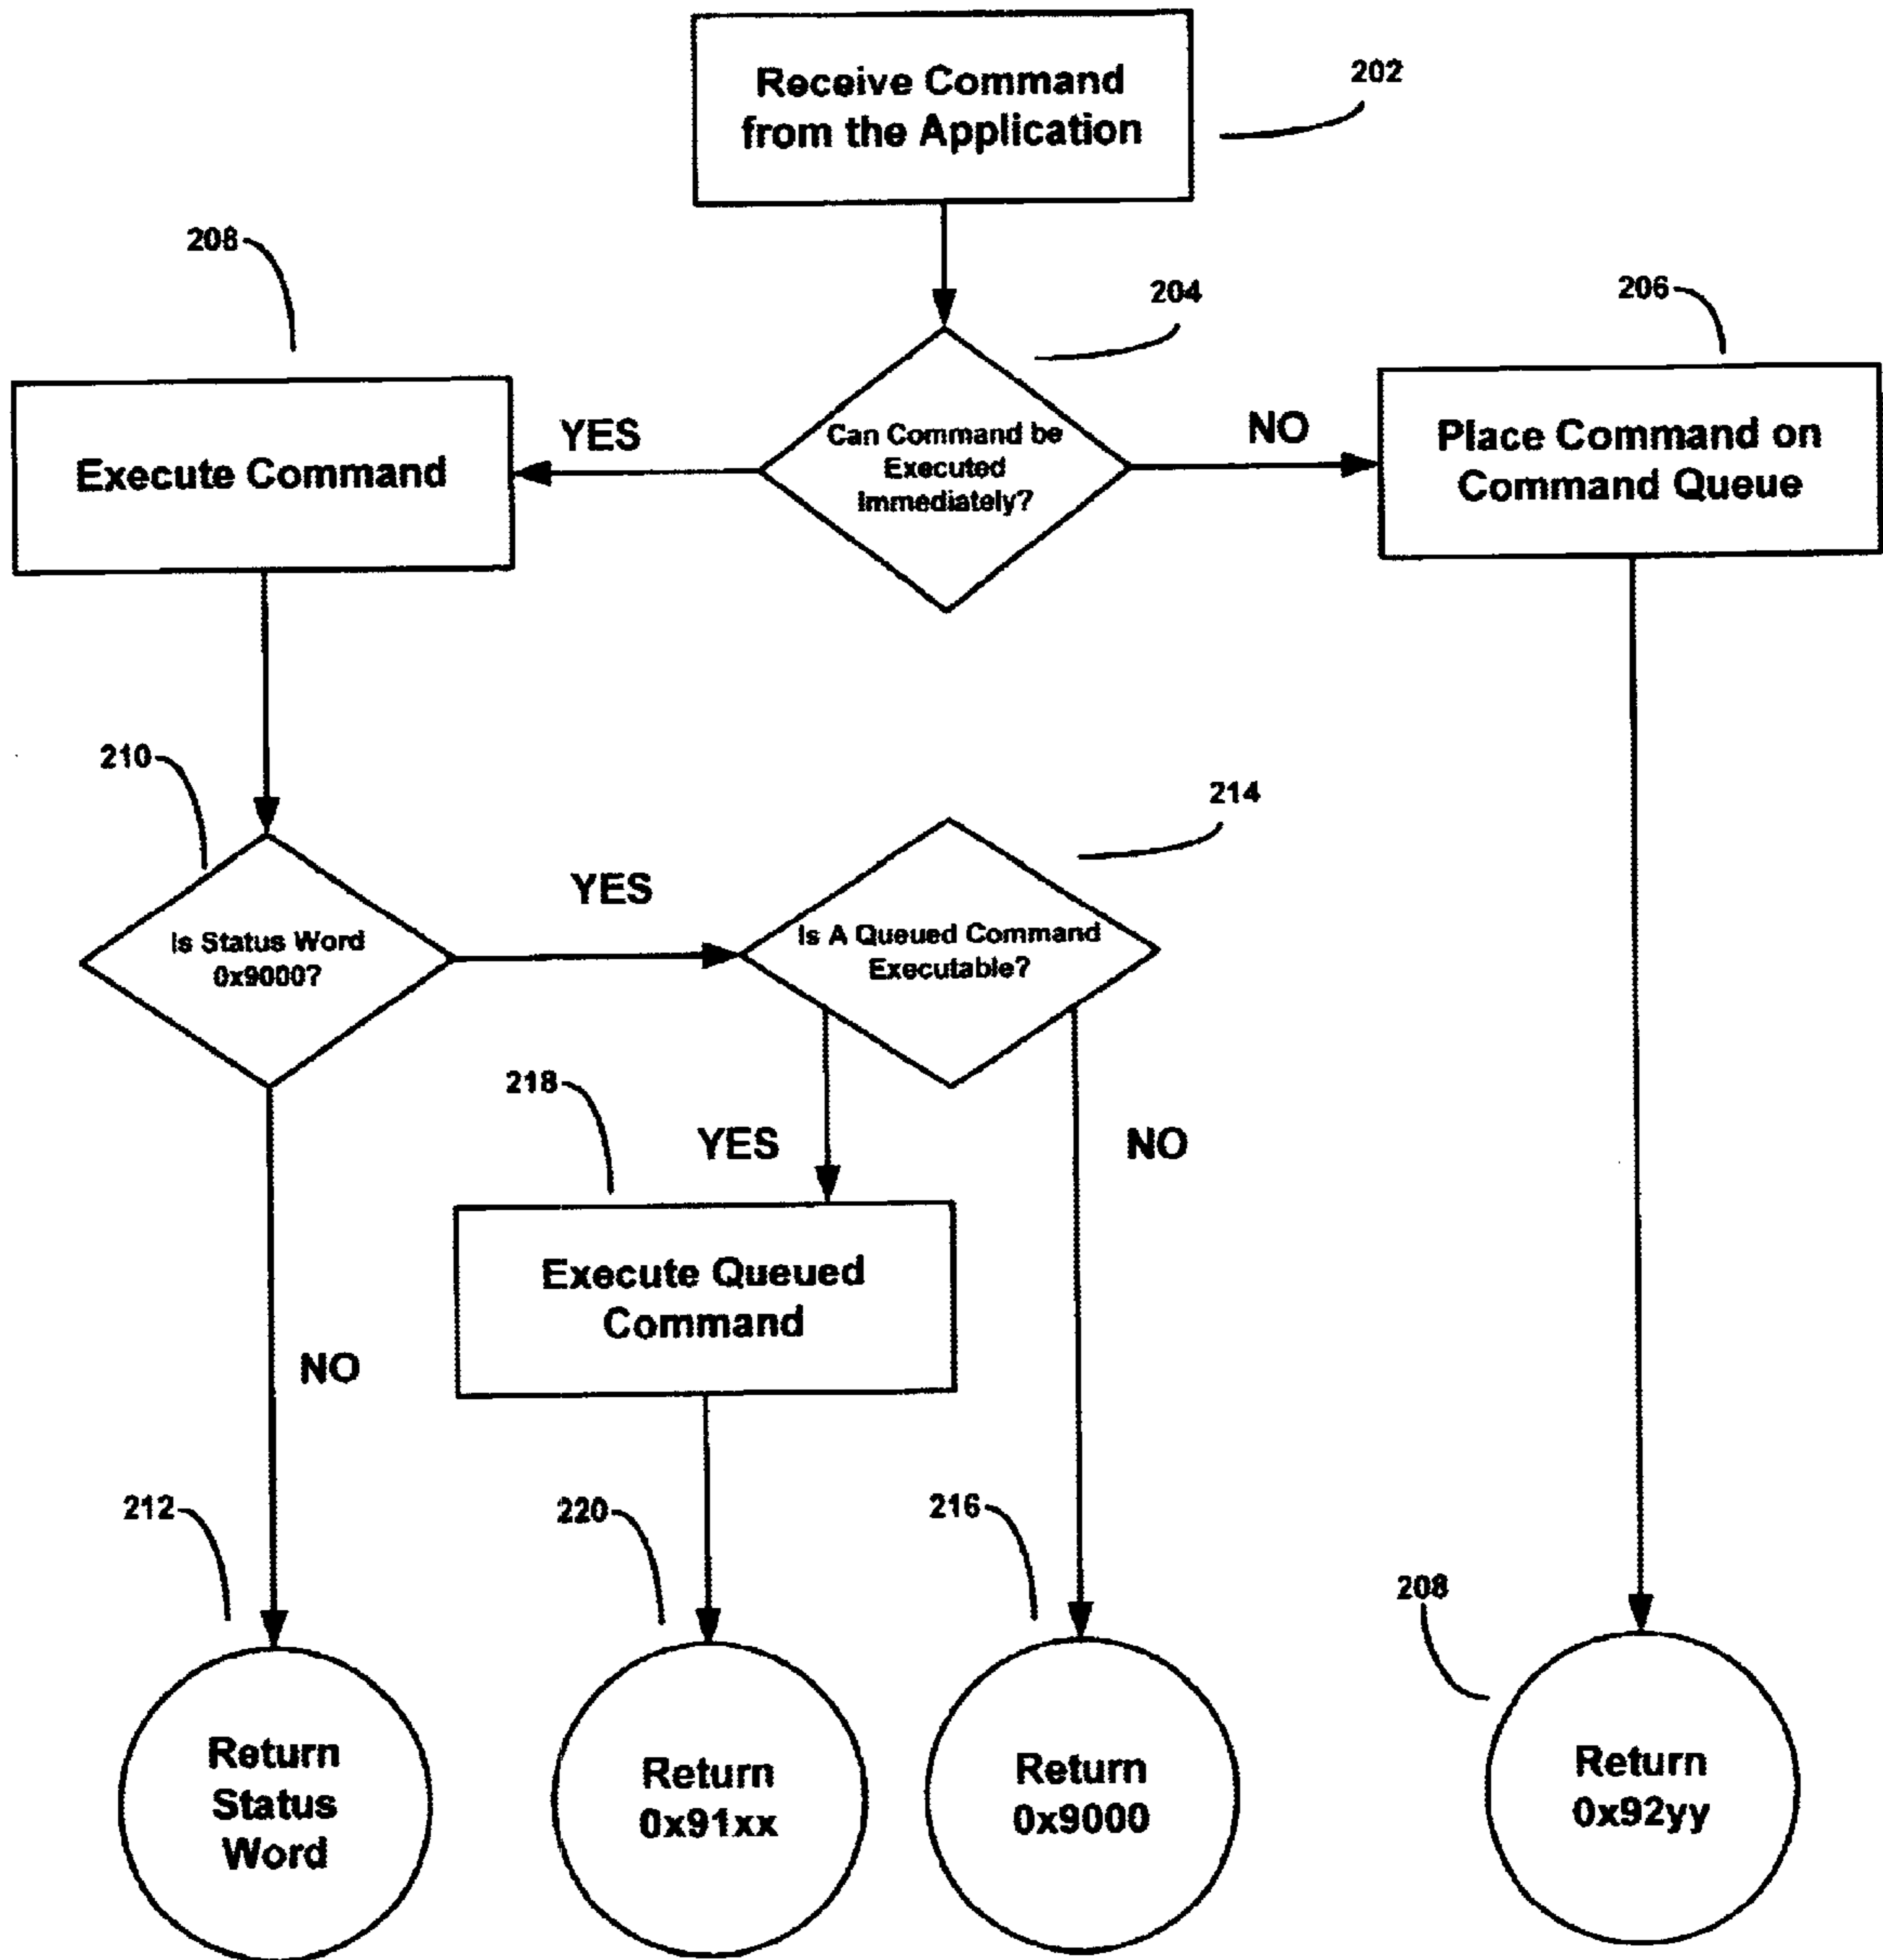 Receive Command
from the Application
202
208
204
206
Execute Command
YES
Can Command be
Executed
Immediately?
NO
Place Command on
Command Queue
210
214
Is Status Word
0x9000?
YES
Is A Queued Command
Executable?
218
YES
NO
Execute Queued
Command
NO
212
220
216
208
Return
Status
Word
Return
0x91xx
Return
0x9000
Return
0x92yy